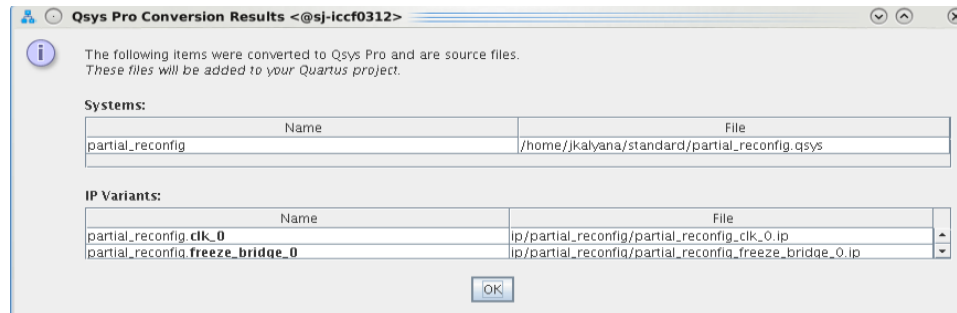 Qsys Pro Conversion Results <@sj-iccf0312>
The following items were converted to Qsys Pro and are source files.
These files will be added to your Quartus project.
Systems:
Name File
partial_reconfig /home/jkalyana/standard/partial_reconfig.qsys
IP Variants:
Name File
partial_reconfig.clk_0 ip/partial_reconfig/partial_reconfig_clk_0.ip
partial_reconfig.freeze_bridge_0 ip/partial_reconfig/partial_reconfig_freeze_bridge_0.ip
OK